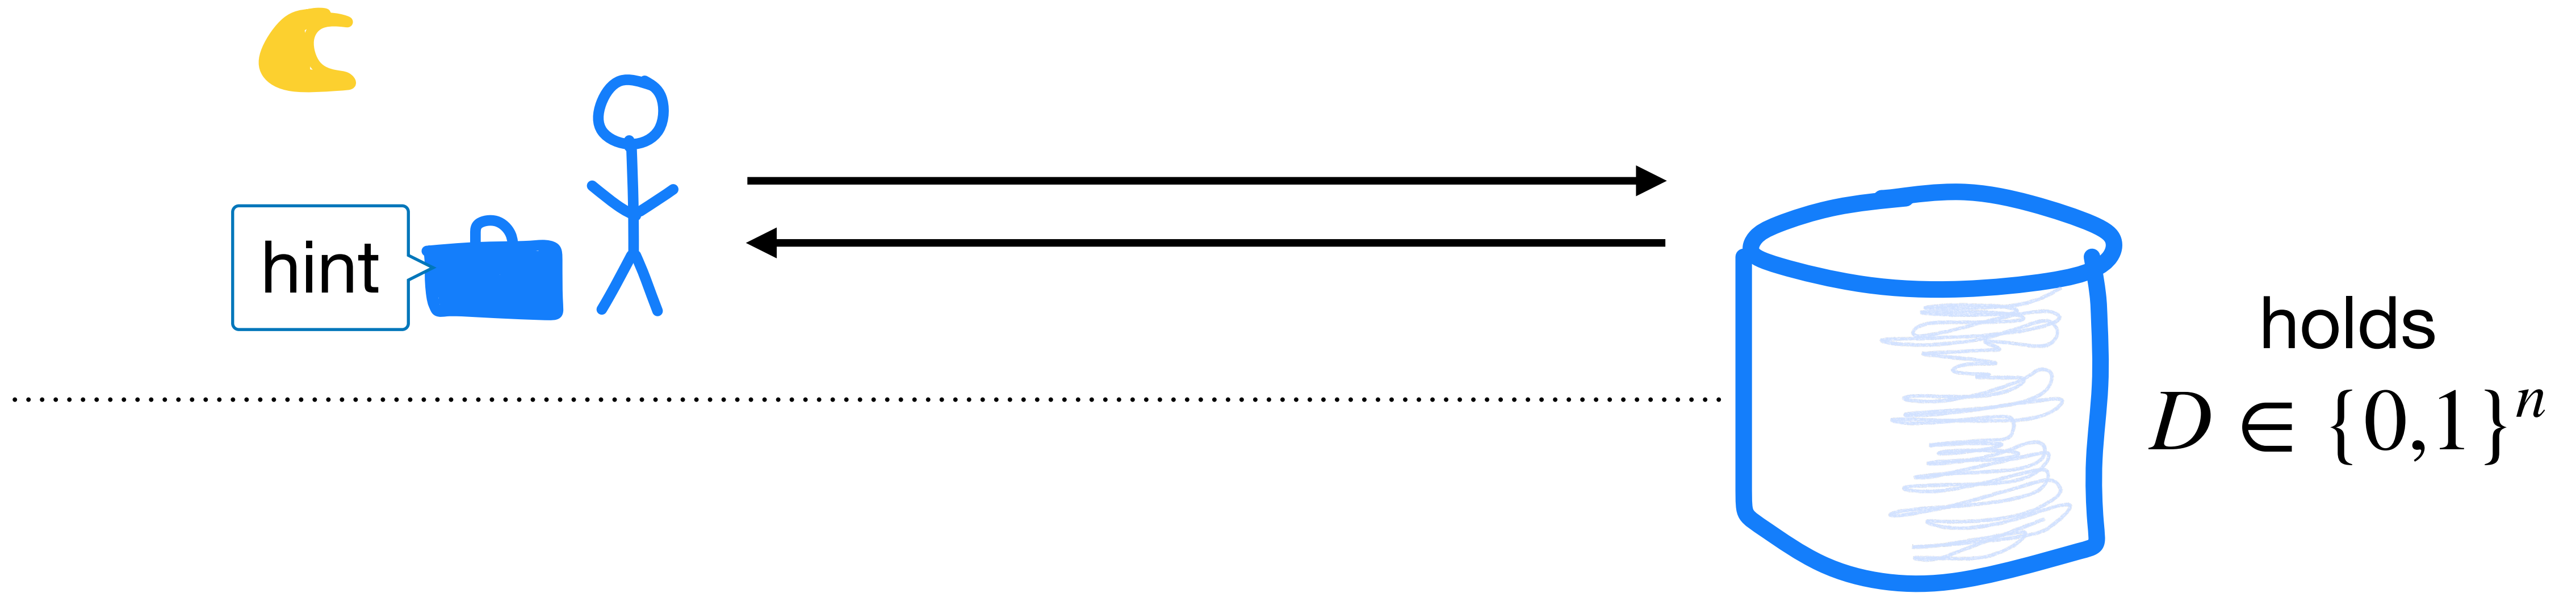 hint
holds
D ∈ {0,1}ⁿ